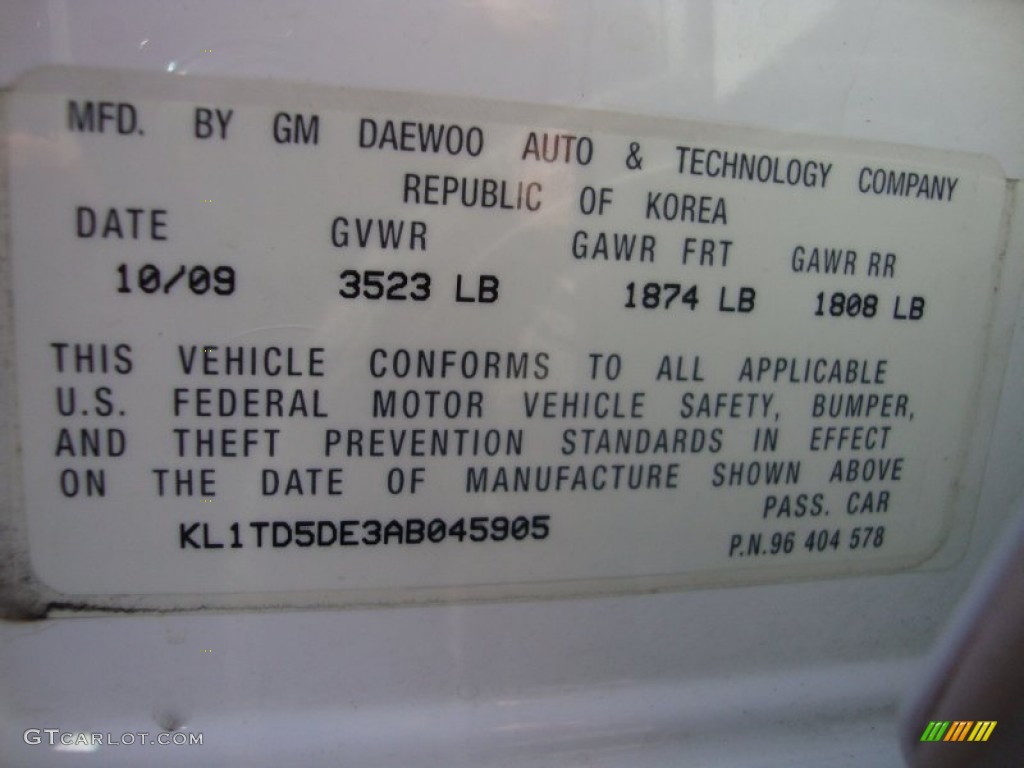 MFD. BY GM DAEWOO AUTO & TECHNOLOGY COMPANY
REPUBLIC OF KOREA
DATE GVWR GAWR FRT GAWR RR
10/09 3523 LB 1874 LB 1808 LB
THIS VEHICLE CONFORMS TO ALL APPLICABLE
U.S. FEDERAL MOTOR VEHICLE SAFETY, BUMPER,
AND THEFT PREVENTION STANDARDS IN EFFECT
ON THE DATE OF MANUFACTURE SHOWN ABOVE
PASS. CAR
KL1TD5DE3AB045905 P.N.96 404 578
GTCARLOT.COM